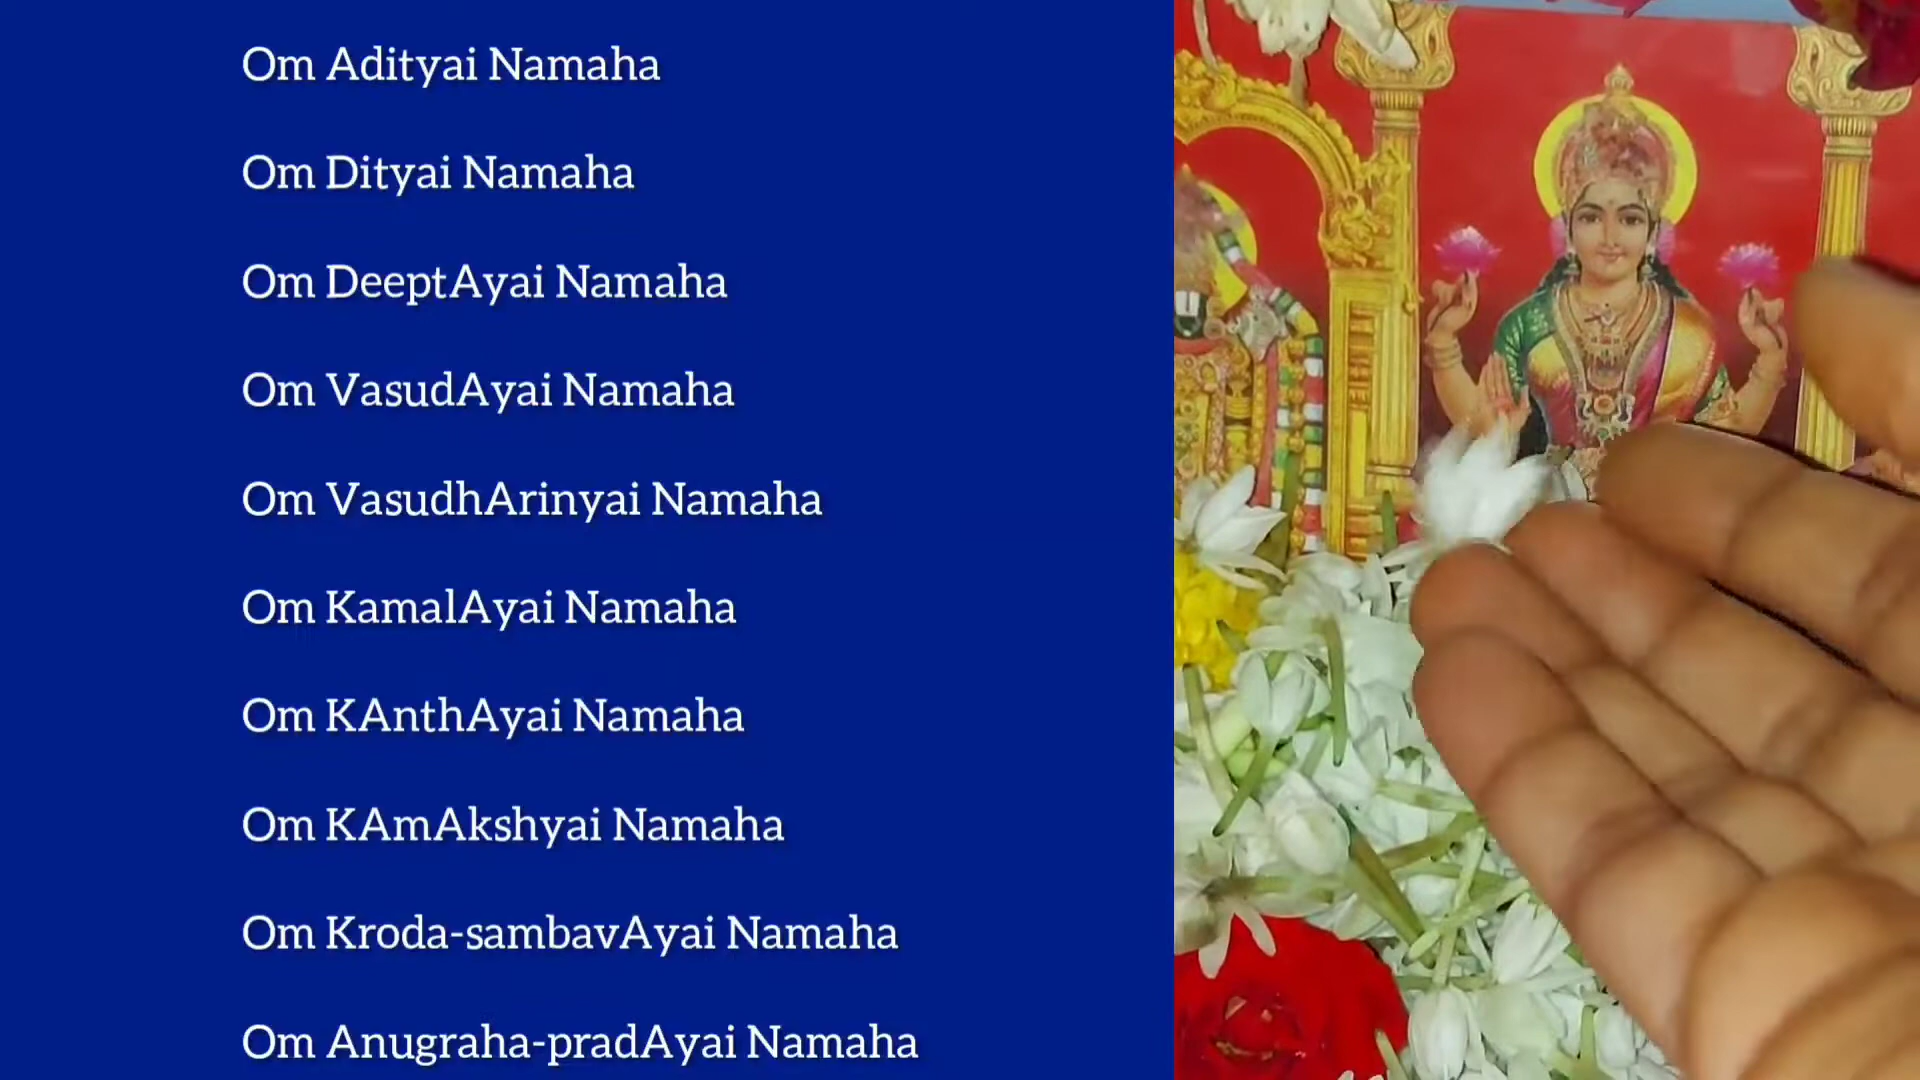 Om Adityai Namaha
Om Dityai Namaha
Om DeeptAyai Namaha
Om VasudAyai Namaha
Om VasudhArinyai Namaha
Om KamalAyai Namaha
Om KAnthAyai Namaha
Om KAmAkshyai Namaha
Om Kroda-sambavAyai Namaha
Om Anugraha-pradAyai Namaha